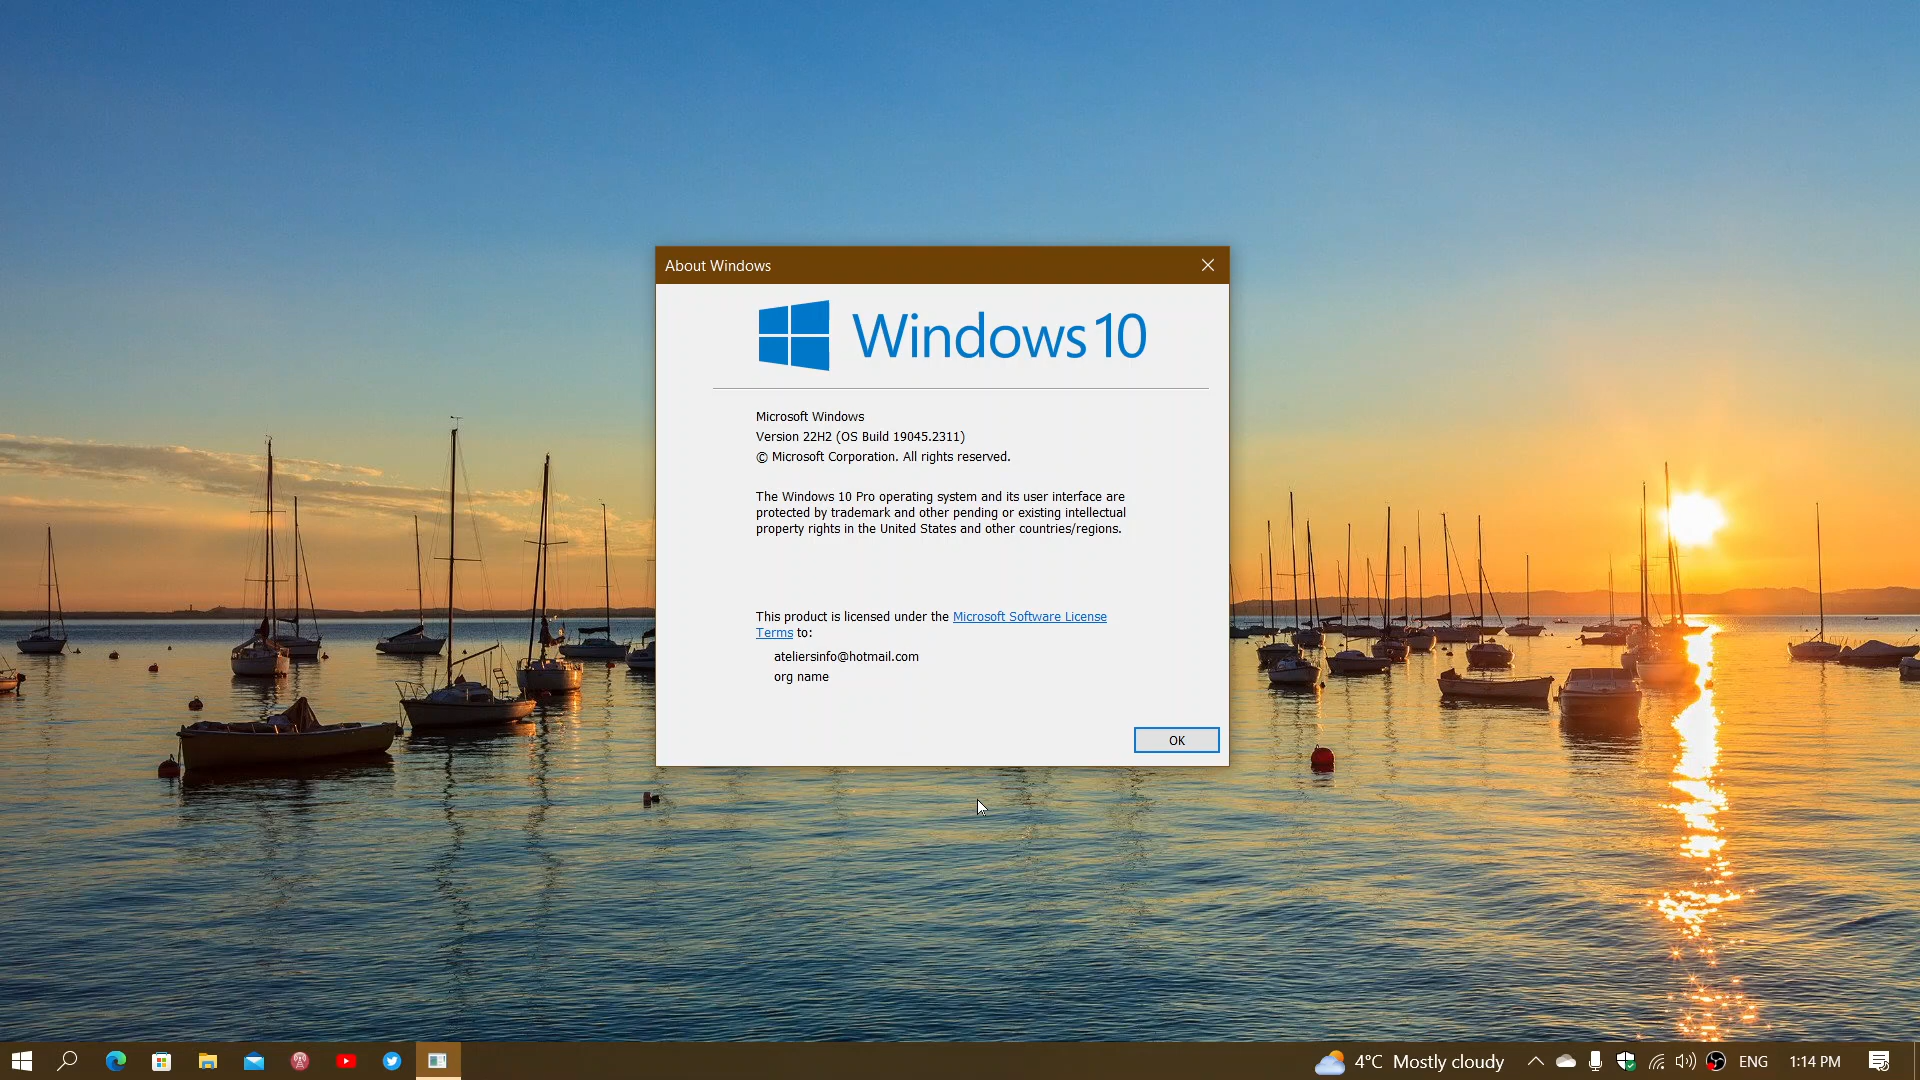 About Windows
Windows 10
Microsoft Windows
Version 22H2 (OS Build 19045.2311)
© Microsoft Corporation. All rights reserved.
The Windows 10 Pro operating system and its user interface are
protected by trademark and other pending or existing intellectual
property rights in the United States and other countries/regions.
This product is licensed under the Microsoft Software License
Terms to:
ateliersinfo@hotmail.com
org name
OK
4°C Mostly cloudy ENG 1:14 PM